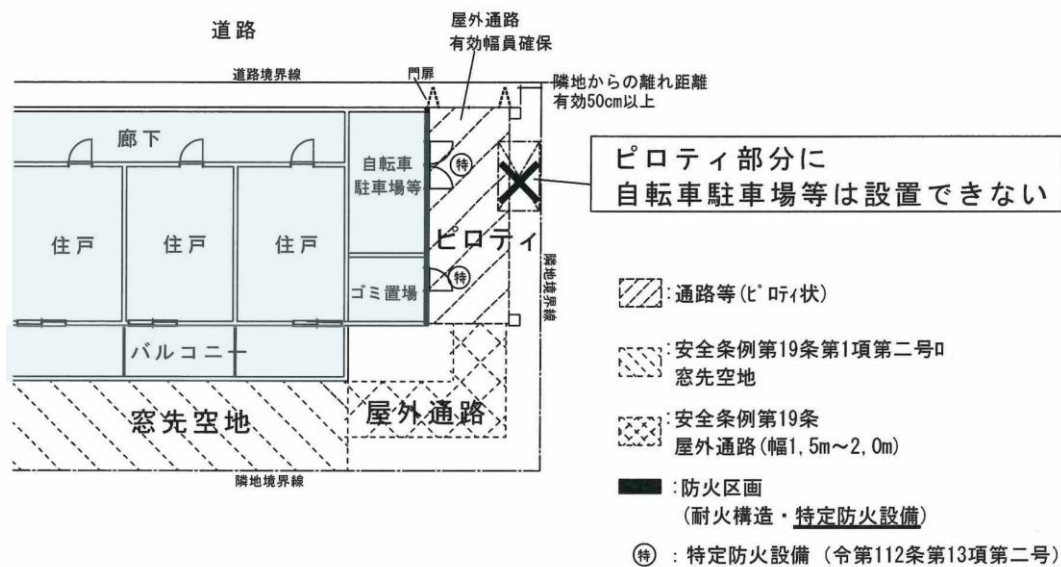 道路
屋外通路
有効幅員確保
道路境界線
門扉
隣地からの離れ距離
有効50cm以上
廊下
自転車
駐車場等
特
ピロティ部分に
自転車駐車場等は設置できない
住戸
住戸
住戸
ピロティ
ゴミ置場
特
隣地境界線
バルコニー
窓先空地
屋外通路
隣地境界線
:通路等(ピロティ状)
:安全条例第19条第1項第二号ロ
窓先空地
:安全条例第19条
屋外通路(幅1,5m~2,0m)
:防火区画
(耐火構造・特定防火設備)
特 : 特定防火設備 (令第112条第13項第二号)